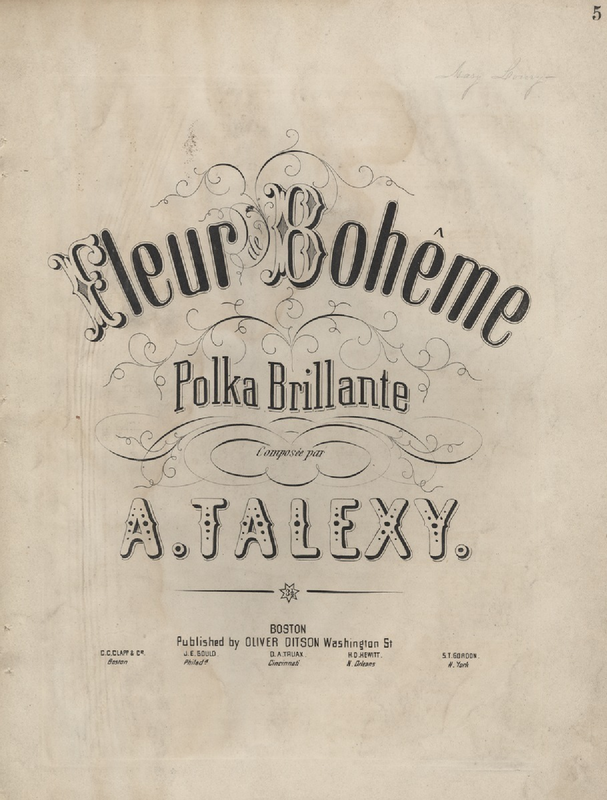 5
Fleur de Bohême
Polka Brillante
Composée par
A. TALEXY.
BOSTON
Published by OLIVER DITSON Washington St
C.C.CLAPP & Co. J.E.GOULD. D.A.TRUAX. H.D.HEWITT. S.T.GORDON.
Boston Philada. Cincinnati. N. Orleans N. York